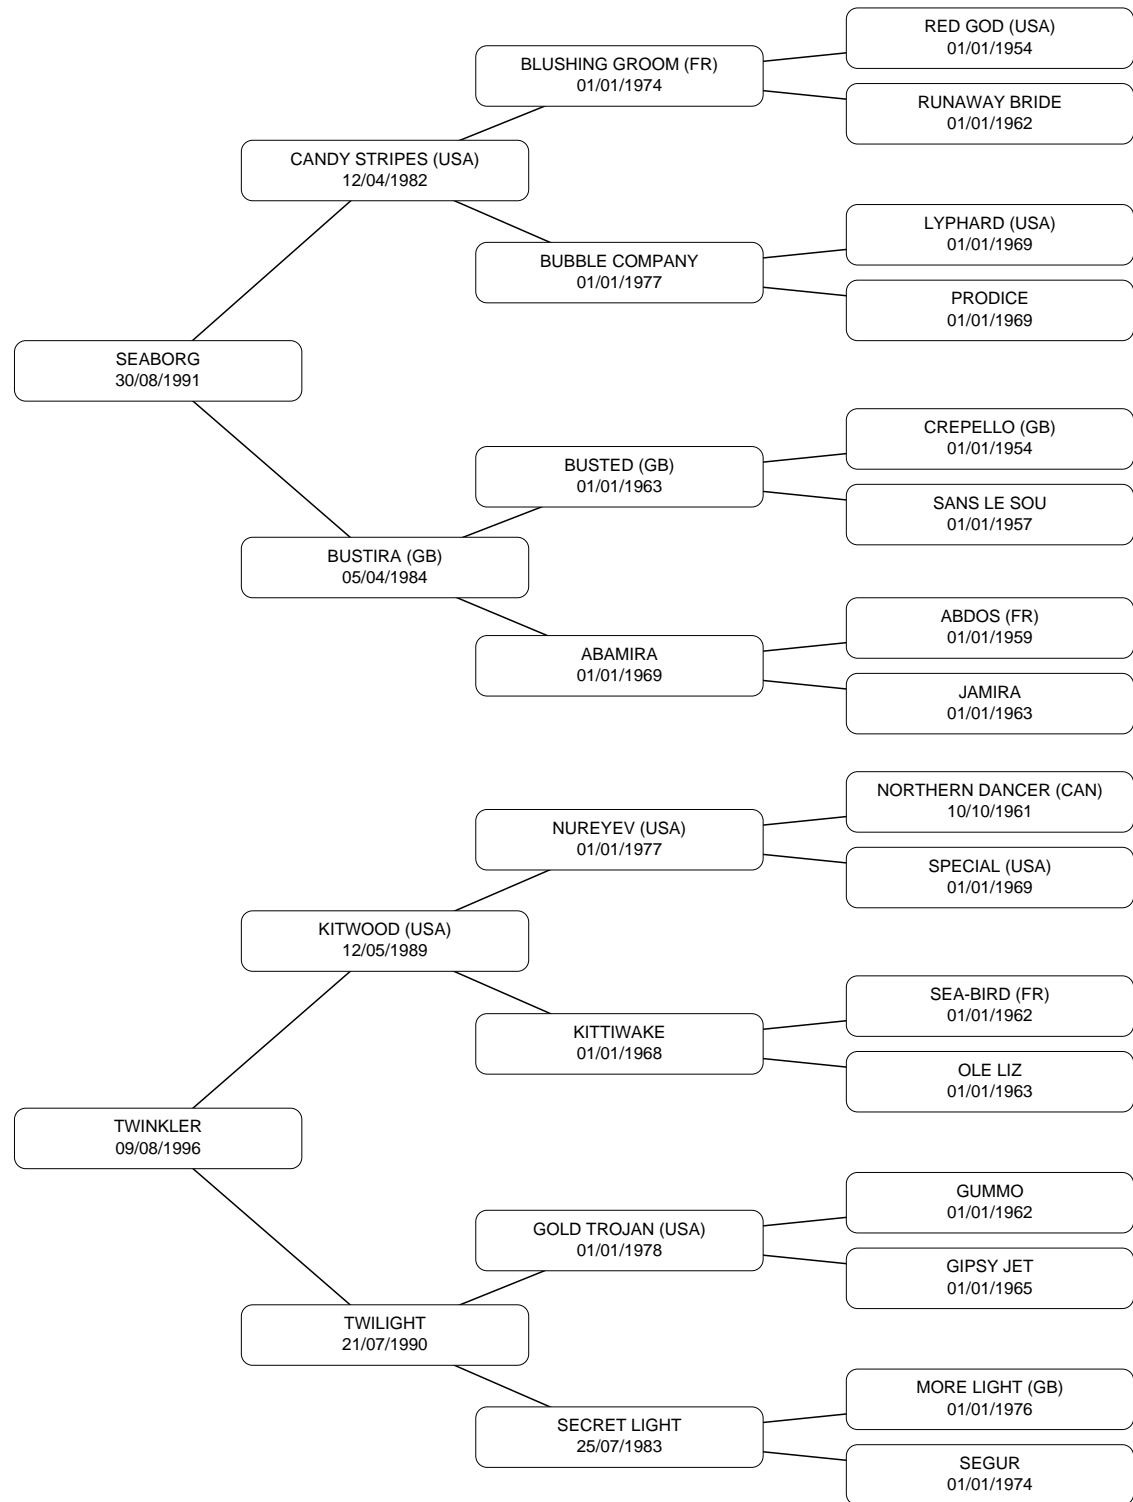 RED GOD (USA)
01/01/1954
BLUSHING GROOM (FR)
01/01/1974
RUNAWAY BRIDE
01/01/1962
CANDY STRIPES (USA)
12/04/1982
LYPHARD (USA)
01/01/1969
BUBBLE COMPANY
01/01/1977
PRODICE
01/01/1969
SEABORG
30/08/1991
CREPELLO (GB)
01/01/1954
BUSTED (GB)
01/01/1963
SANS LE SOU
01/01/1957
BUSTIRA (GB)
05/04/1984
ABDOS (FR)
01/01/1959
ABAMIRA
01/01/1969
JAMIRA
01/01/1963
NORTHERN DANCER (CAN)
10/10/1961
NUREYEV (USA)
01/01/1977
SPECIAL (USA)
01/01/1969
KITWOOD (USA)
12/05/1989
SEA-BIRD (FR)
01/01/1962
KITTIWAKE
01/01/1968
OLE LIZ
01/01/1963
TWINKLER
09/08/1996
GUMMO
01/01/1962
GOLD TROJAN (USA)
01/01/1978
GIPSY JET
01/01/1965
TWILIGHT
21/07/1990
MORE LIGHT (GB)
01/01/1976
SECRET LIGHT
25/07/1983
SEGUR
01/01/1974